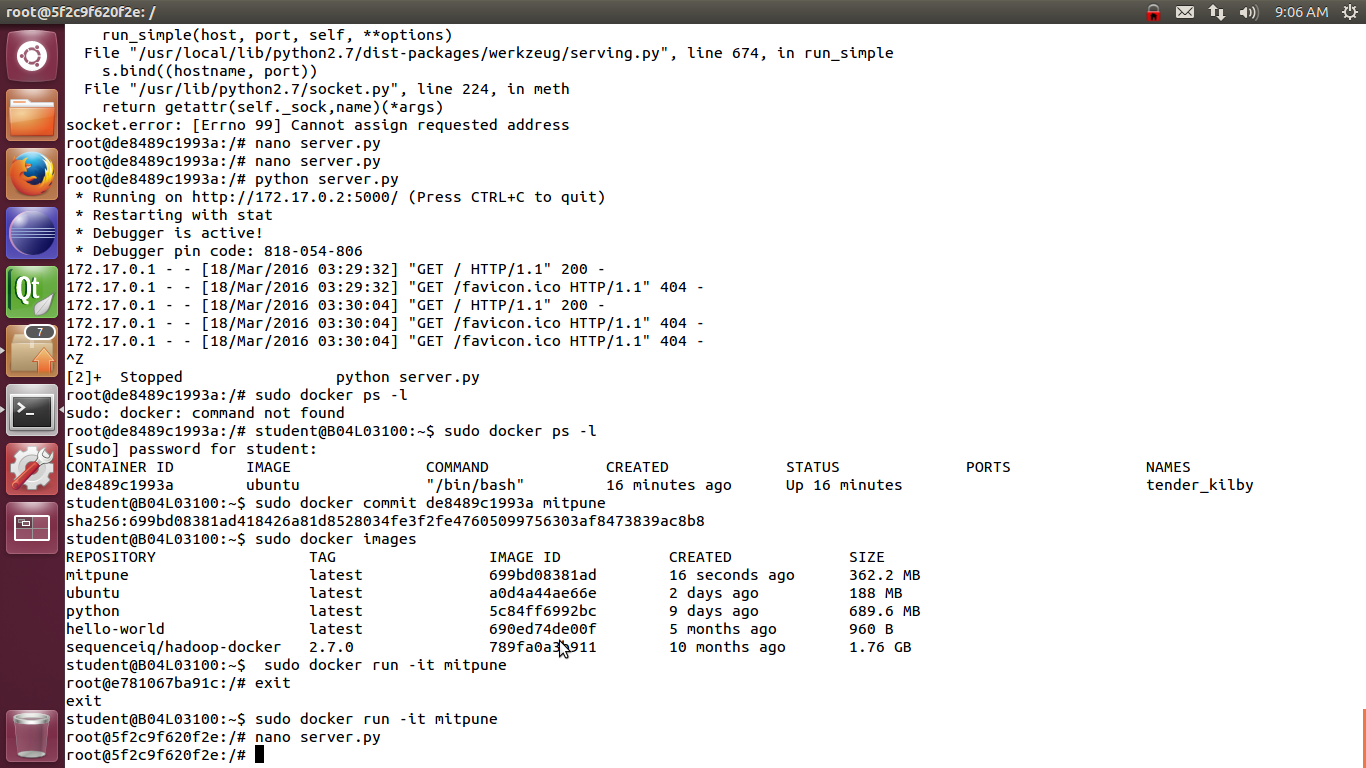 root@5f2c9f620f2e: /
9:06 AM
run_simple(host, port, self, **options)
File "/usr/local/lib/python2.7/dist-packages/werkzeug/serving.py", line 674, in run_simple
s.bind((hostname, port))
File "/usr/lib/python2.7/socket.py", line 224, in meth
return getattr(self._sock,name)(*args)
socket.error: [Errno 99] Cannot assign requested address
root@de8489c1993a:/# nano server.py
root@de8489c1993a:/# nano server.py
root@de8489c1993a:/# python server.py
* Running on http://172.17.0.2:5000/ (Press CTRL+C to quit)
* Restarting with stat
* Debugger is active!
* Debugger pin code: 818-054-806
172.17.0.1 - - [18/Mar/2016 03:29:32] "GET / HTTP/1.1" 200 -
172.17.0.1 - - [18/Mar/2016 03:29:32] "GET /favicon.ico HTTP/1.1" 404 -
172.17.0.1 - - [18/Mar/2016 03:30:04] "GET / HTTP/1.1" 200 -
172.17.0.1 - - [18/Mar/2016 03:30:04] "GET /favicon.ico HTTP/1.1" 404 -
172.17.0.1 - - [18/Mar/2016 03:30:04] "GET /favicon.ico HTTP/1.1" 404 -
^Z
[2]+  Stopped                 python server.py
root@de8489c1993a:/# sudo docker ps -l
sudo: docker: command not found
root@de8489c1993a:/# student@B04L03100:~$ sudo docker ps -l
[sudo] password for student:
CONTAINER ID        IMAGE               COMMAND             CREATED             STATUS              PORTS               NAMES
de8489c1993a        ubuntu              "/bin/bash"         16 minutes ago      Up 16 minutes                           tender_kilby
student@B04L03100:~$ sudo docker commit de8489c1993a mitpune
sha256:699bd08381ad418426a81d8528034fe3f2fe47605099756303af8473839ac8b8
student@B04L03100:~$ sudo docker images
REPOSITORY                 TAG                 IMAGE ID            CREATED             SIZE
mitpune                    latest              699bd08381ad        16 seconds ago      362.2 MB
ubuntu                     latest              a0d4a44ae66e        2 days ago          188 MB
python                     latest              5c84ff6992bc        9 days ago          689.6 MB
hello-world                latest              690ed74de00f        5 months ago        960 B
sequenceiq/hadoop-docker   2.7.0                                   10 months ago       1.76 GB
student@B04L03100:~$  sudo docker run -it mitpune
root@e781067ba91c:/# exit
exit
student@B04L03100:~$ sudo docker run -it mitpune
root@5f2c9f620f2e:/# nano server.py
root@5f2c9f620f2e:/#
Qt
7
>_